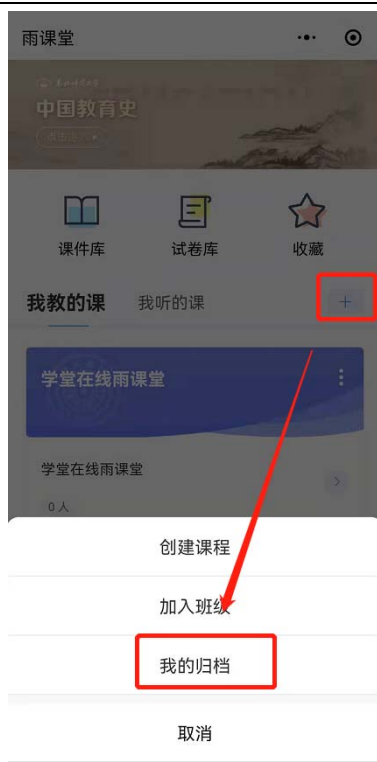 雨课堂
中国教育史
课件库 试卷库 收藏
我教的课 我听的课 +
学堂在线雨课堂
学堂在线雨课堂
0人
创建课程
加入班级
我的归档
取消